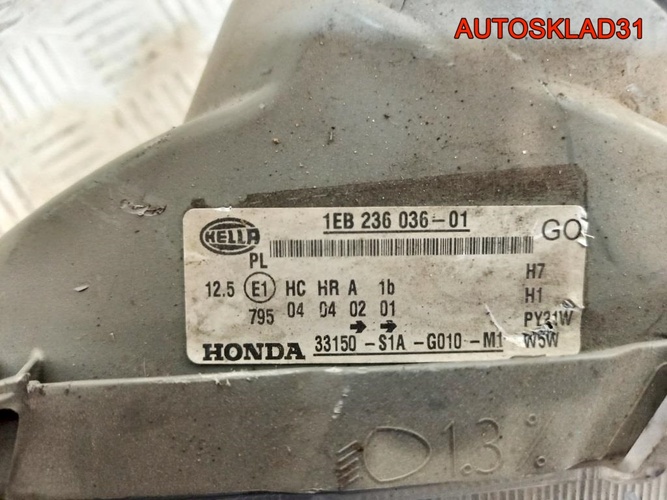 AUTOSKLAD31
1EB 236 036-01
HELLA
GO
PL
12.5 E1 HC HR A 1b
795 04 04 02 01
H7
H1
PY21W
W5W
HONDA 33150-S1A-G010-M1
1.3%